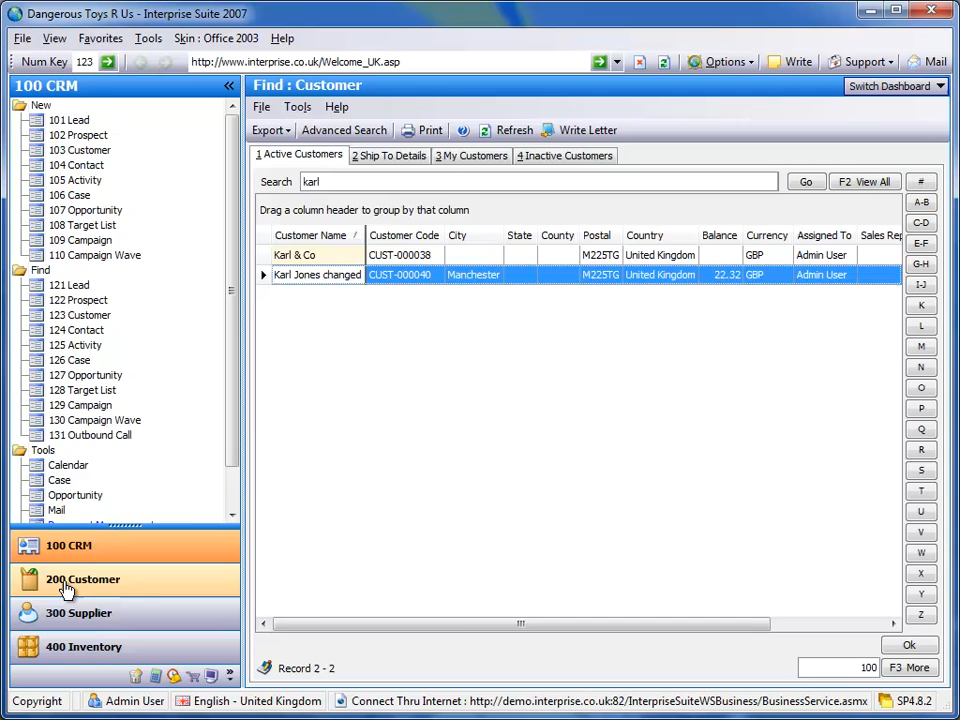 Dangerous Toys R Us - Interprise Suite 2007
File View Favorites Tools Skin : Office 2003 Help
Num Key 123 http://www.interprise.co.uk/Welcome_UK.asp Options Write Support Mail
100 CRM
New
101 Lead
102 Prospect
103 Customer
104 Contact
105 Activity
106 Case
107 Opportunity
108 Target List
109 Campaign
110 Campaign Wave
Find
121 Lead
122 Prospect
123 Customer
124 Contact
125 Activity
126 Case
127 Opportunity
128 Target List
129 Campaign
130 Campaign Wave
131 Outbound Call
Tools
Calendar
Case
Opportunity
Mail
100 CRM
200 Customer
300 Supplier
400 Inventory
Find : Customer
Switch Dashboard
File Tools Help
Export Advanced Search Print Refresh Write Letter
1 Active Customers 2 Ship To Details 3 My Customers 4 Inactive Customers
Search karl Go F2 View All
Drag a column header to group by that column
Customer Name / Customer Code City State County Postal Country Balance Currency Assigned To Sales Rep
Karl & Co CUST-000038 M225TG United Kingdom GBP Admin User
Karl Jones changed CUST-000040 Manchester M225TG United Kingdom 22.32 GBP Admin User
#
A-B
C-D
E-F
G-H
I-J
K
L
M
N
O
P
Q
R
S
T
U
V
W
X
Y
Z
Ok
Record 2 - 2 100 F3 More
Copyright Admin User English - United Kingdom Connect Thru Internet : http://demo.interprise.co.uk:82/InterpriseSuiteWSBusiness/BusinessService.asmx SP4.8.2